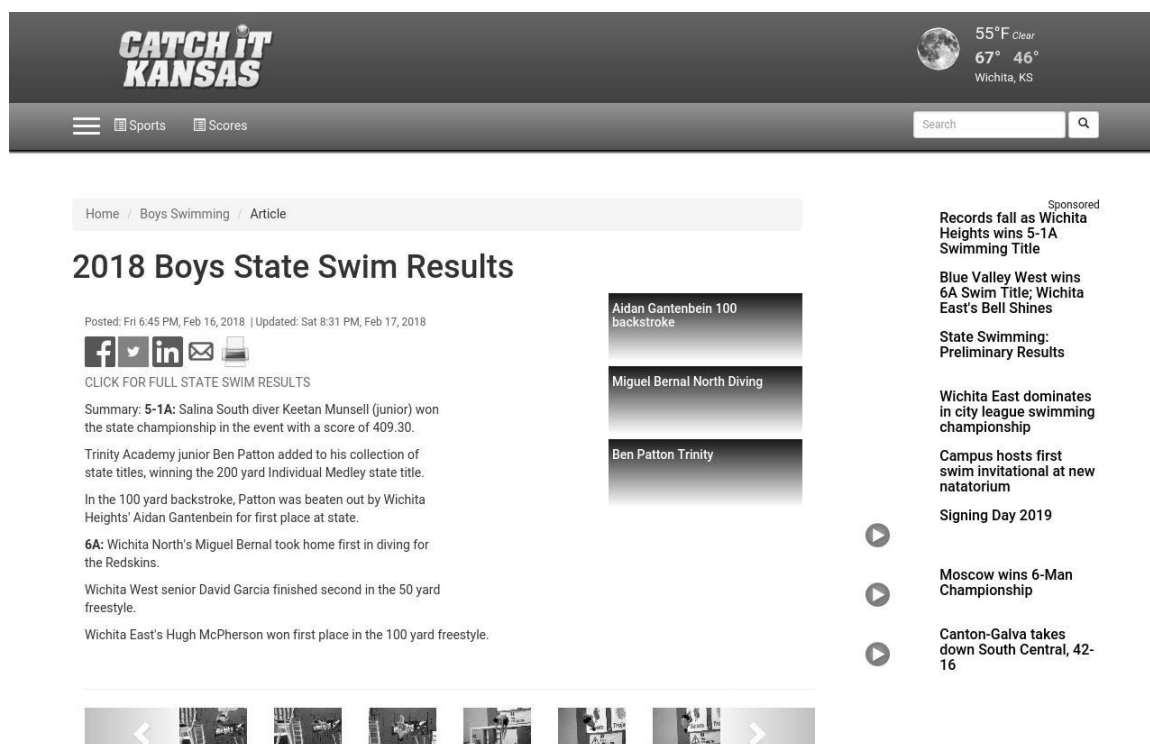 CATCH iT
KANSAS
55°F Clear
67° 46°
Wichita, KS
Sports Scores
Search
Home / Boys Swimming / Article
2018 Boys State Swim Results
Posted: Fri 6:45 PM, Feb 16, 2018 | Updated: Sat 8:31 PM, Feb 17, 2018
f in
CLICK FOR FULL STATE SWIM RESULTS
Summary: 5-1A: Salina South diver Keetan Munsell (junior) won
the state championship in the event with a score of 409.30.
Trinity Academy junior Ben Patton added to his collection of
state titles, winning the 200 yard Individual Medley state title.
In the 100 yard backstroke, Patton was beaten out by Wichita
Heights' Aidan Gantenbein for first place at state.
6A: Wichita North's Miguel Bernal took home first in diving for
the Redskins.
Wichita West senior David Garcia finished second in the 50 yard
freestyle.
Wichita East's Hugh McPherson won first place in the 100 yard freestyle.
Aidan Gantenbein 100
backstroke
Miguel Bernal North Diving
Ben Patton Trinity
Sponsored
Records fall as Wichita
Heights wins 5-1A
Swimming Title
Blue Valley West wins
6A Swim Title; Wichita
East's Bell Shines
State Swimming:
Preliminary Results
Wichita East dominates
in city league swimming
championship
Campus hosts first
swim invitational at new
natatorium
Signing Day 2019
Moscow wins 6-Man
Championship
Canton-Galva takes
down South Central, 42-
16